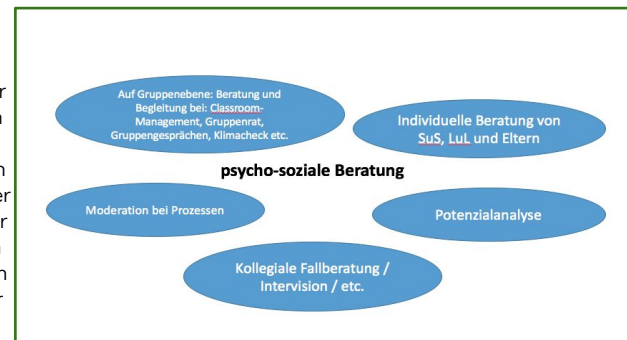 Auf Gruppenebene: Beratung und
Begleitung bei: Classroom-
Management, Gruppenrat,
Gruppengesprächen, Klimacheck etc.
Individuelle Beratung von
SuS, LuL und Eltern
psycho-soziale Beratung
Moderation bei Prozessen
Potenzialanalyse
Kollegiale Fallberatung /
Intervision / etc.